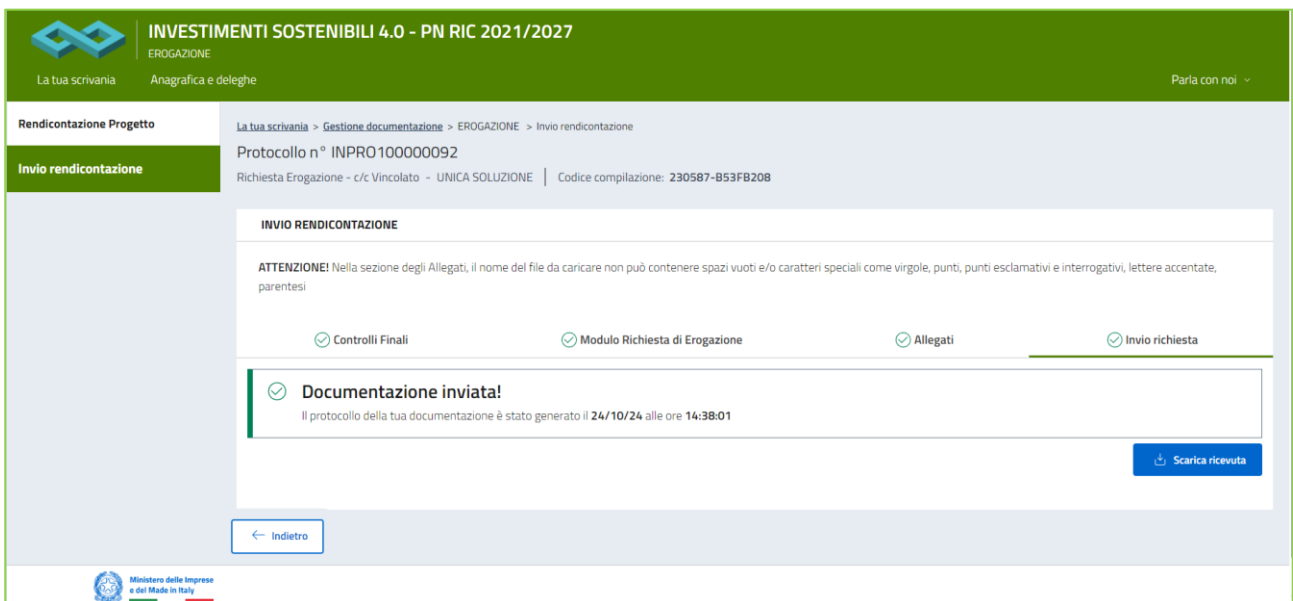 INVESTIMENTI SOSTENIBILI 4.0 - PN RIC 2021/2027
EROGAZIONE
La tua scrivania Anagrafica e deleghe Parla con noi
Rendicontazione Progetto
Invio rendicontazione
La tua scrivania > Gestione documentazione > EROGAZIONE > Invio rendicontazione
Protocollo n° INPRO100000092
Richiesta Erogazione - c/c Vincolato - UNICA SOLUZIONE | Codice compilazione: 230587-B53FB208
INVIO RENDICONTAZIONE
ATTENZIONE! Nella sezione degli Allegati, il nome del file da caricare non può contenere spazi vuoti e/o caratteri speciali come virgole, punti, punti esclamativi e interrogativi, lettere accentate,
parentesi
Controlli Finali Modulo Richiesta di Erogazione Allegati Invio richiesta
Documentazione inviata!
Il protocollo della tua documentazione è stato generato il 24/10/24 alle ore 14:38:01
Scarica ricevuta
Indietro
Ministero delle Imprese
e del Made in Italy